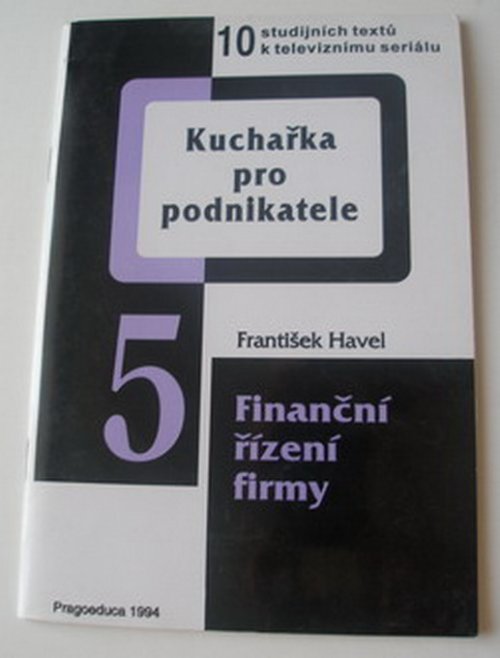 10 studijních textů
k televiznímu seriálu
Kuchařka
pro
podnikatele
5
František Havel
Finanční
řízení
firmy
Pragoeduca 1994